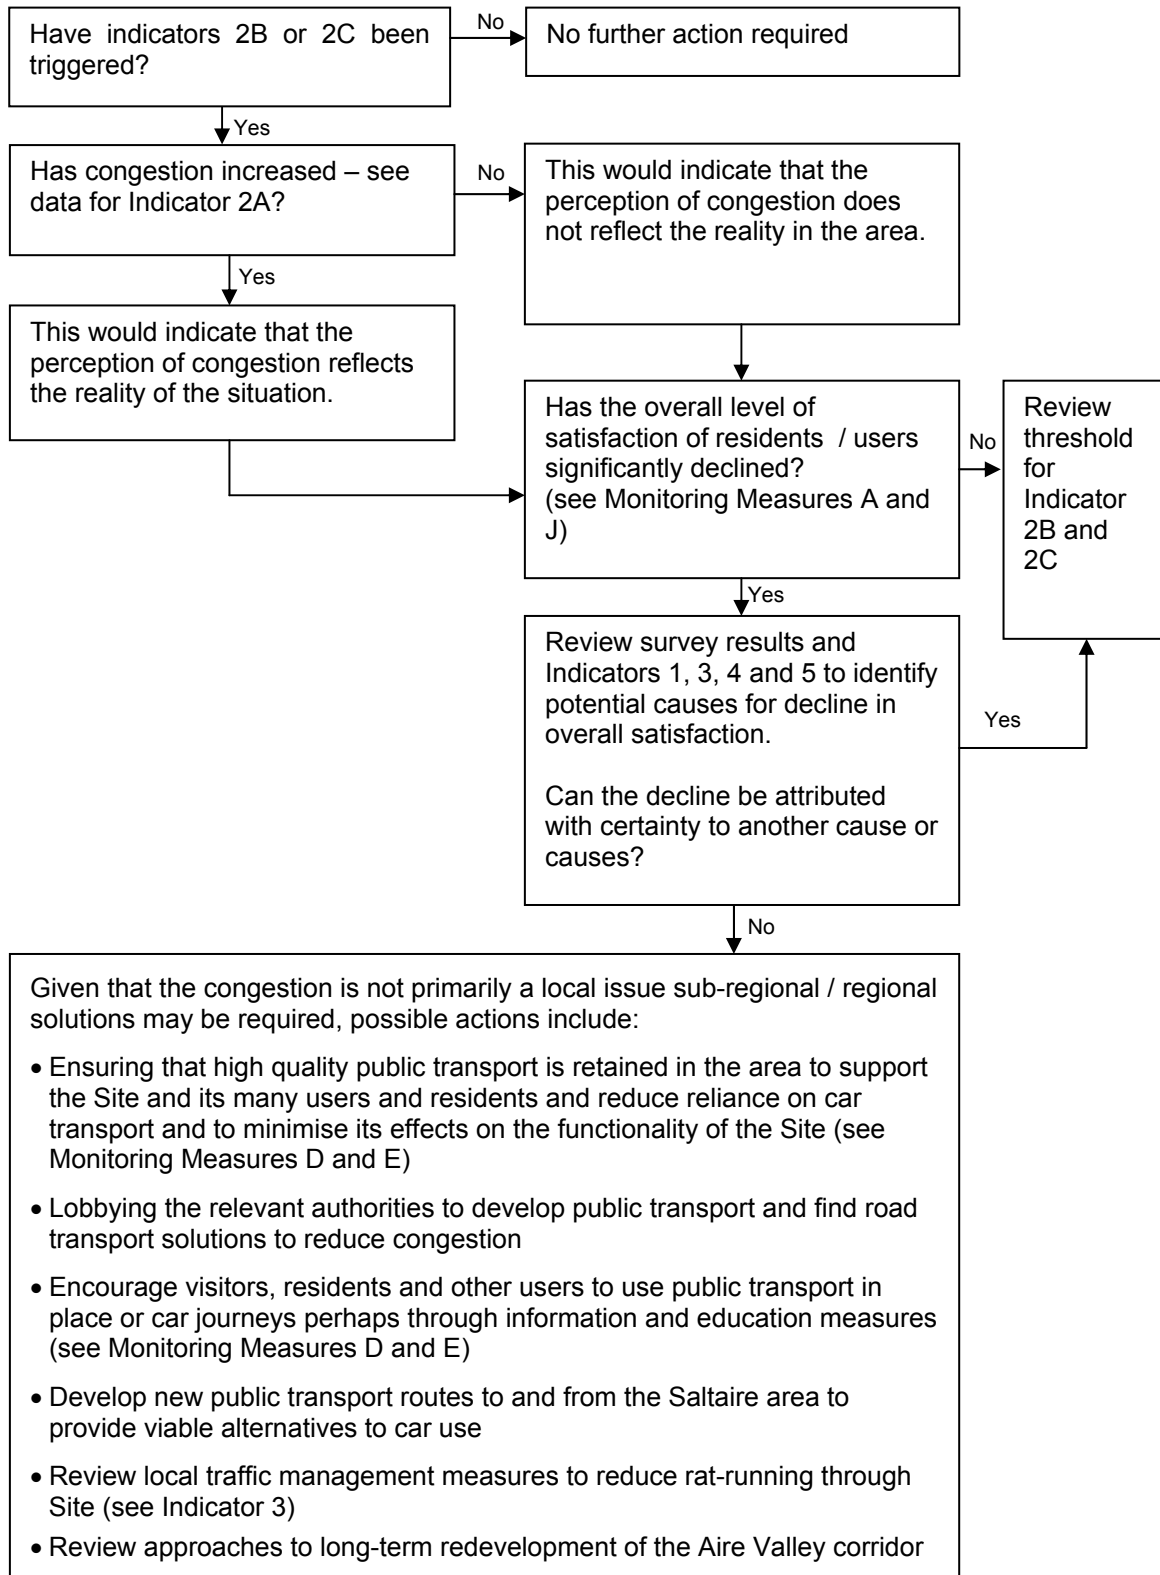 Have indicators 2B or 2C been
triggered?
No
No further action required
Yes
Has congestion increased – see
data for Indicator 2A?
No
This would indicate that the
perception of congestion does
not reflect the reality in the area.
Yes
This would indicate that the
perception of congestion reflects
the reality of the situation.
Has the overall level of
satisfaction of residents / users
significantly declined?
(see Monitoring Measures A and
J)
No
Review
threshold
for
Indicator
2B and
2C
Yes
Review survey results and
Indicators 1, 3, 4 and 5 to identify
potential causes for decline in
overall satisfaction.
Can the decline be attributed
with certainty to another cause or
causes?
Yes
No
Given that the congestion is not primarily a local issue sub-regional / regional
solutions may be required, possible actions include:
• Ensuring that high quality public transport is retained in the area to support
the Site and its many users and residents and reduce reliance on car
transport and to minimise its effects on the functionality of the Site (see
Monitoring Measures D and E)
• Lobbying the relevant authorities to develop public transport and find road
transport solutions to reduce congestion
• Encourage visitors, residents and other users to use public transport in
place or car journeys perhaps through information and education measures
(see Monitoring Measures D and E)
• Develop new public transport routes to and from the Saltaire area to
provide viable alternatives to car use
• Review local traffic management measures to reduce rat-running through
Site (see Indicator 3)
• Review approaches to long-term redevelopment of the Aire Valley corridor